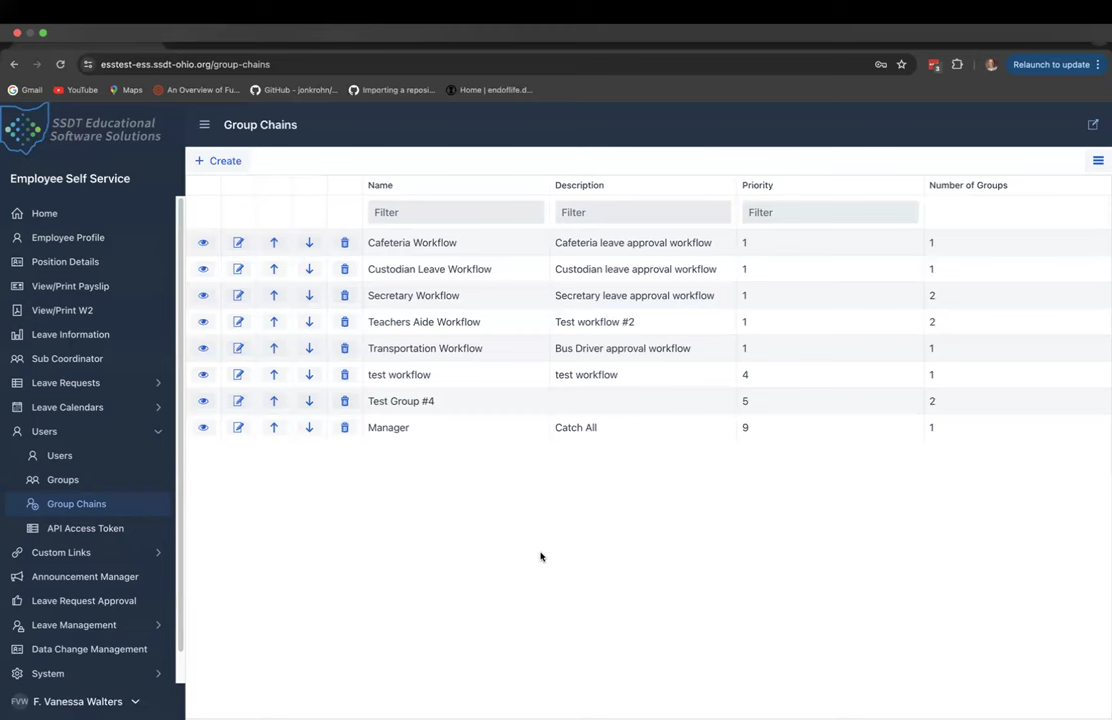 esstest-ess.ssdt-ohio.org/group-chains
3
Relaunch to update
Gmail
YouTube
Maps
An Overview of Fu...
GitHub - jonkrohn/...
Importing a reposi...
Home | endoflife.d...
SSDT Educational
Software Solutions
Group Chains
Employee Self Service
Home
Employee Profile
Position Details
View/Print Payslip
View/Print W2
Leave Information
Sub Coordinator
Leave Requests
Leave Calendars
Users
Users
Groups
Group Chains
API Access Token
Custom Links
Announcement Manager
Leave Request Approval
Leave Management
Data Change Management
System
FVW F. Vanessa Walters
+ Create
Name Description Priority Number of Groups
Filter Filter Filter
Cafeteria Workflow Cafeteria leave approval workflow 1 1
Custodian Leave Workflow Custodian leave approval workflow 1 1
Secretary Workflow Secretary leave approval workflow 1 2
Teachers Aide Workflow Test workflow #2 1 2
Transportation Workflow Bus Driver approval workflow 1 1
test workflow test workflow 4 1
Test Group #4 5 2
Manager Catch All 9 1